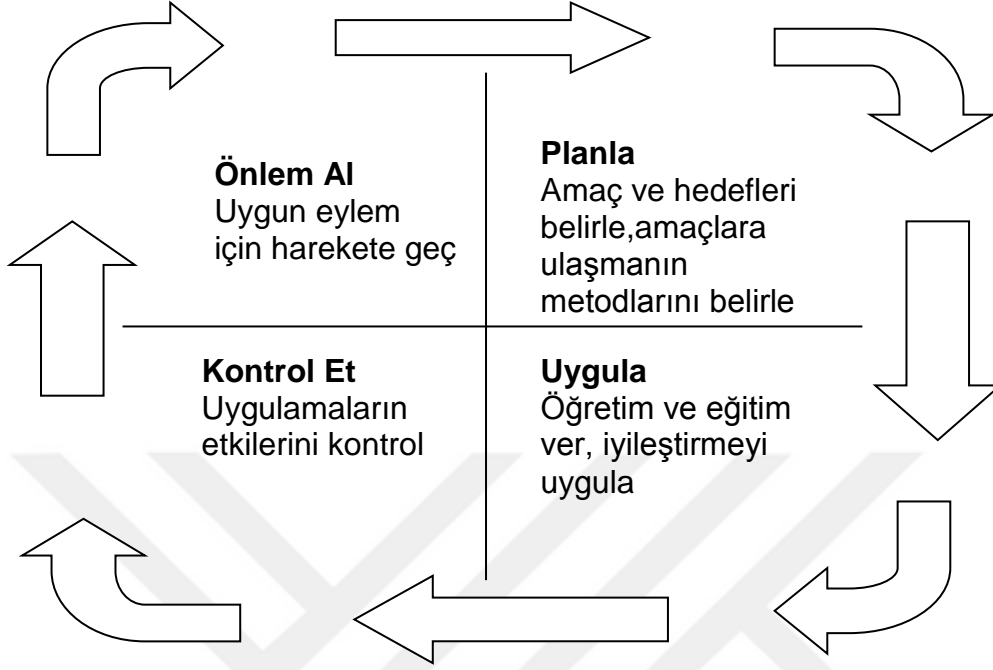 Önlem Al
Uygun eylem
için harekete geç
Planla
Amaç ve hedefleri
belirle,amaçlara
ulaşmanın
metodlarını belirle
Kontrol Et
Uygulamaların
etkilerini kontrol
Uygula
Öğretim ve eğitim
ver, iyileştirmeyi
uygula